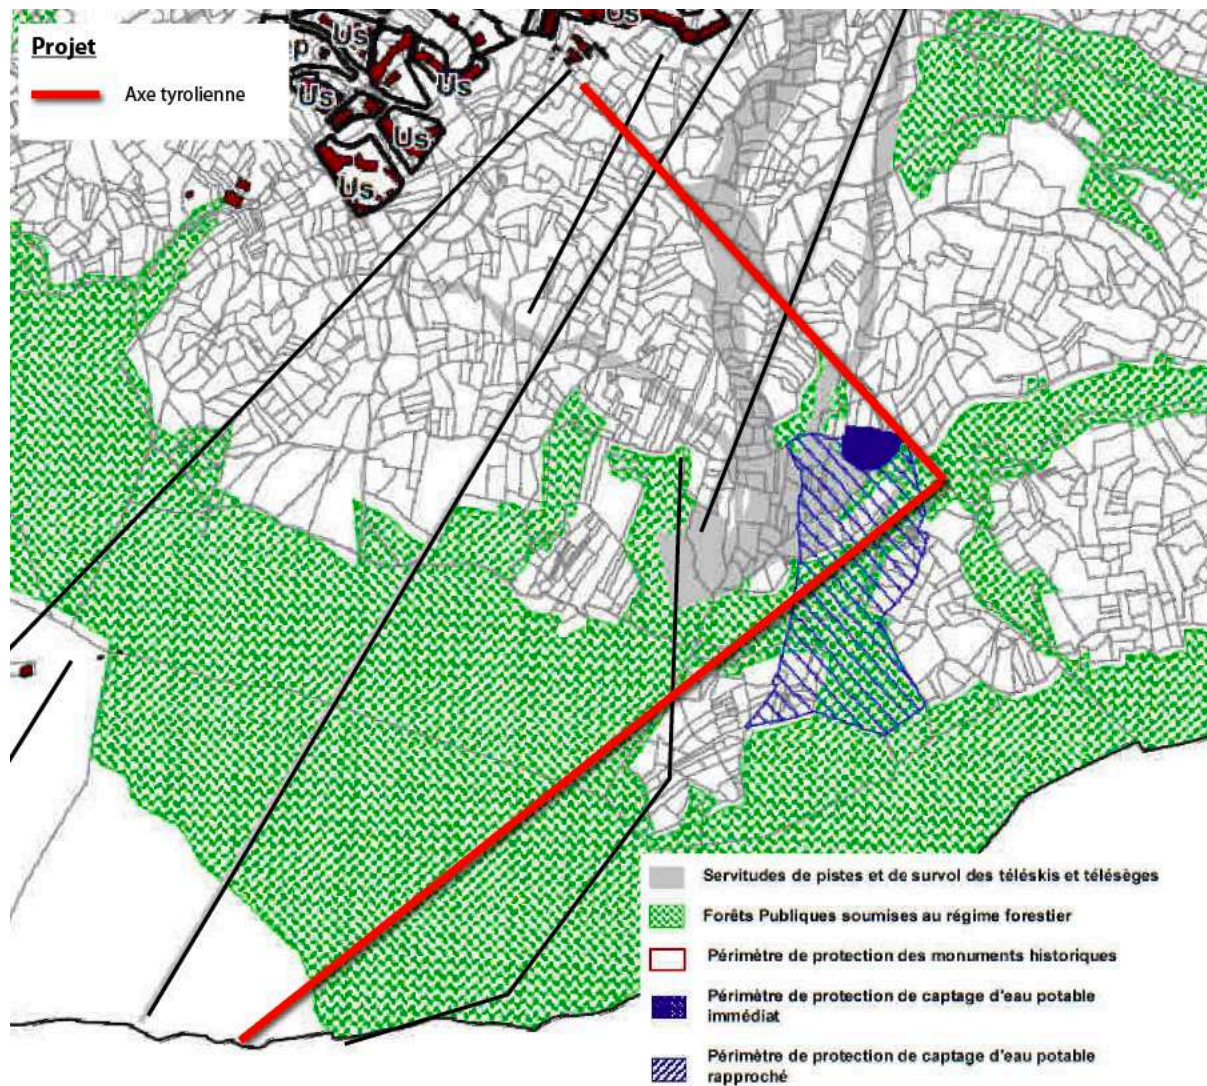 Projet
Axe tyrolienne
Us
Us
ep
Us
Us
Us
Us
Servitudes de pistes et de survol des téléskis et télésèges
Forêts Publiques soumises au régime forestier
Périmètre de protection des monuments historiques
Périmètre de protection de captage d'eau potable
immédiat
Périmètre de protection de captage d'eau potable
rapproché